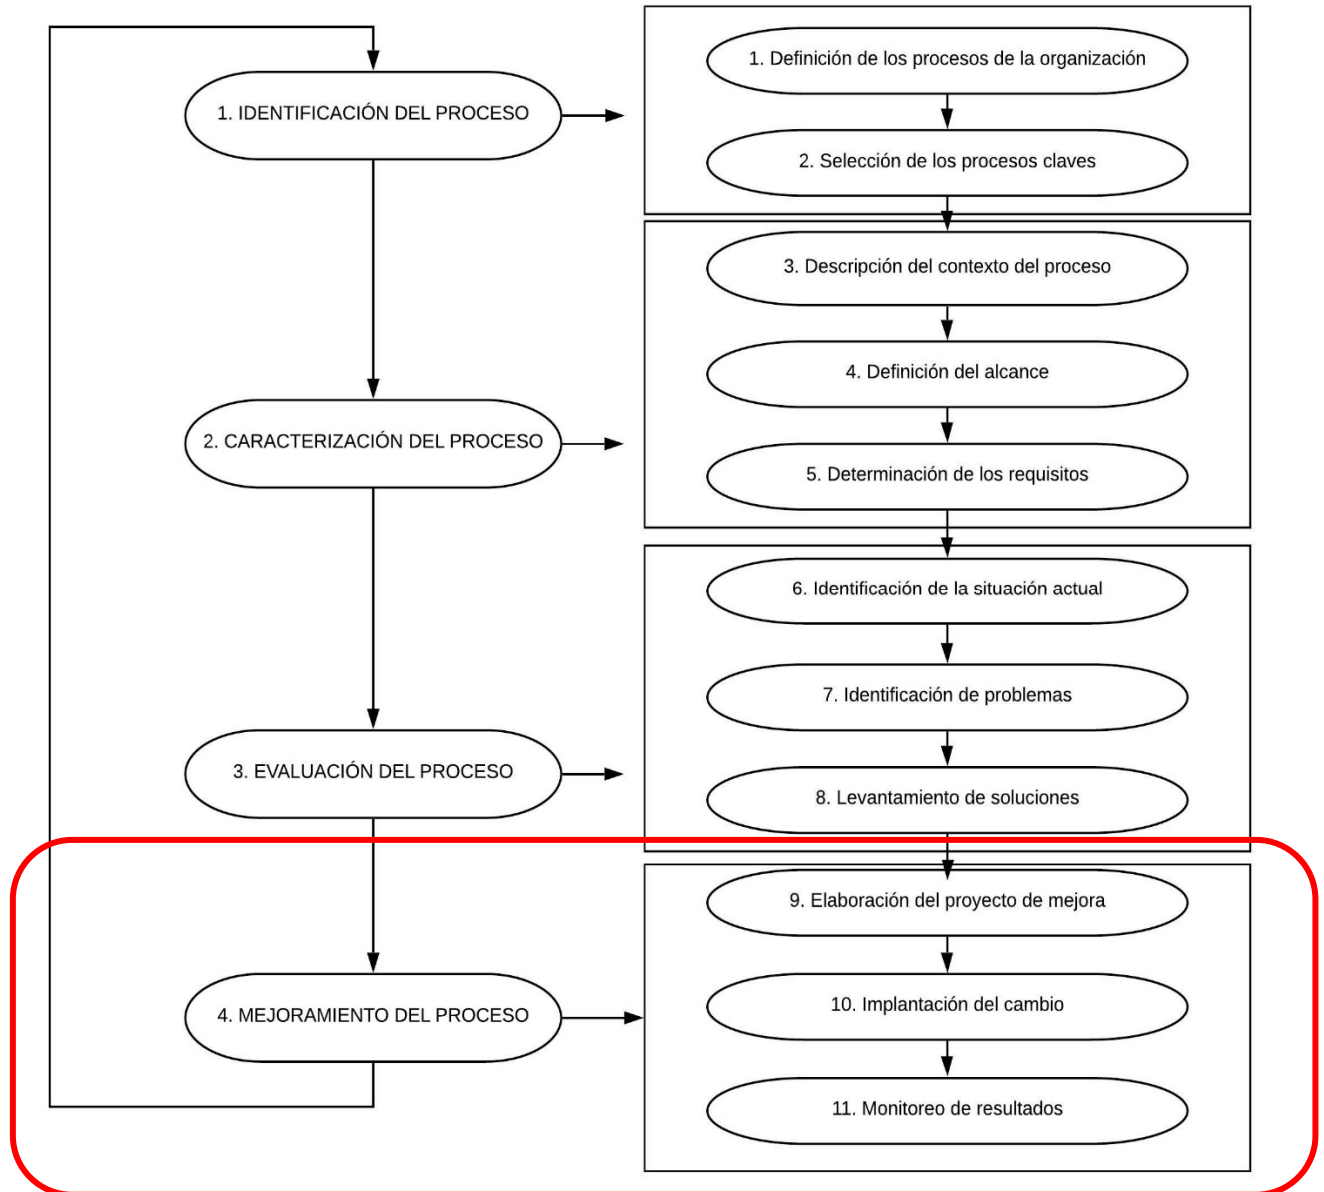 1. IDENTIFICACIÓN DEL PROCESO
1. Definición de los procesos de la organización
2. Selección de los procesos claves
2. CARACTERIZACIÓN DEL PROCESO
3. Descripción del contexto del proceso
4. Definición del alcance
5. Determinación de los requisitos
3. EVALUACIÓN DEL PROCESO
6. Identificación de la situación actual
7. Identificación de problemas
8. Levantamiento de soluciones
4. MEJORAMIENTO DEL PROCESO
9. Elaboración del proyecto de mejora
10. Implantación del cambio
11. Monitoreo de resultados